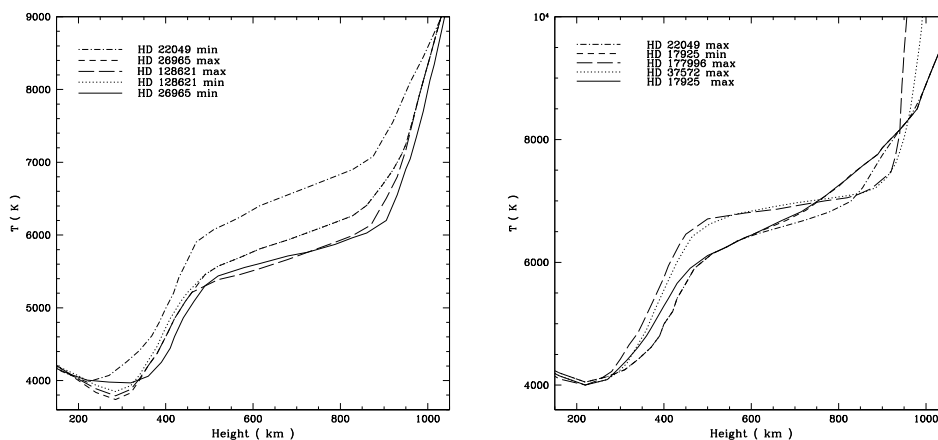 9000
8000
7000
6000
5000
4000
T ( K )
HD 22049 min
HD 26965 max
HD 128621 max
HD 128621 min
HD 26965 min
200 400 600 800 1000
Height ( km )
10⁴
8000
6000
4000
T ( K )
HD 22049 max
HD 17925 min
HD 177996 max
HD 37572 max
HD 17925 max
200 400 600 800 1000
Height ( km )